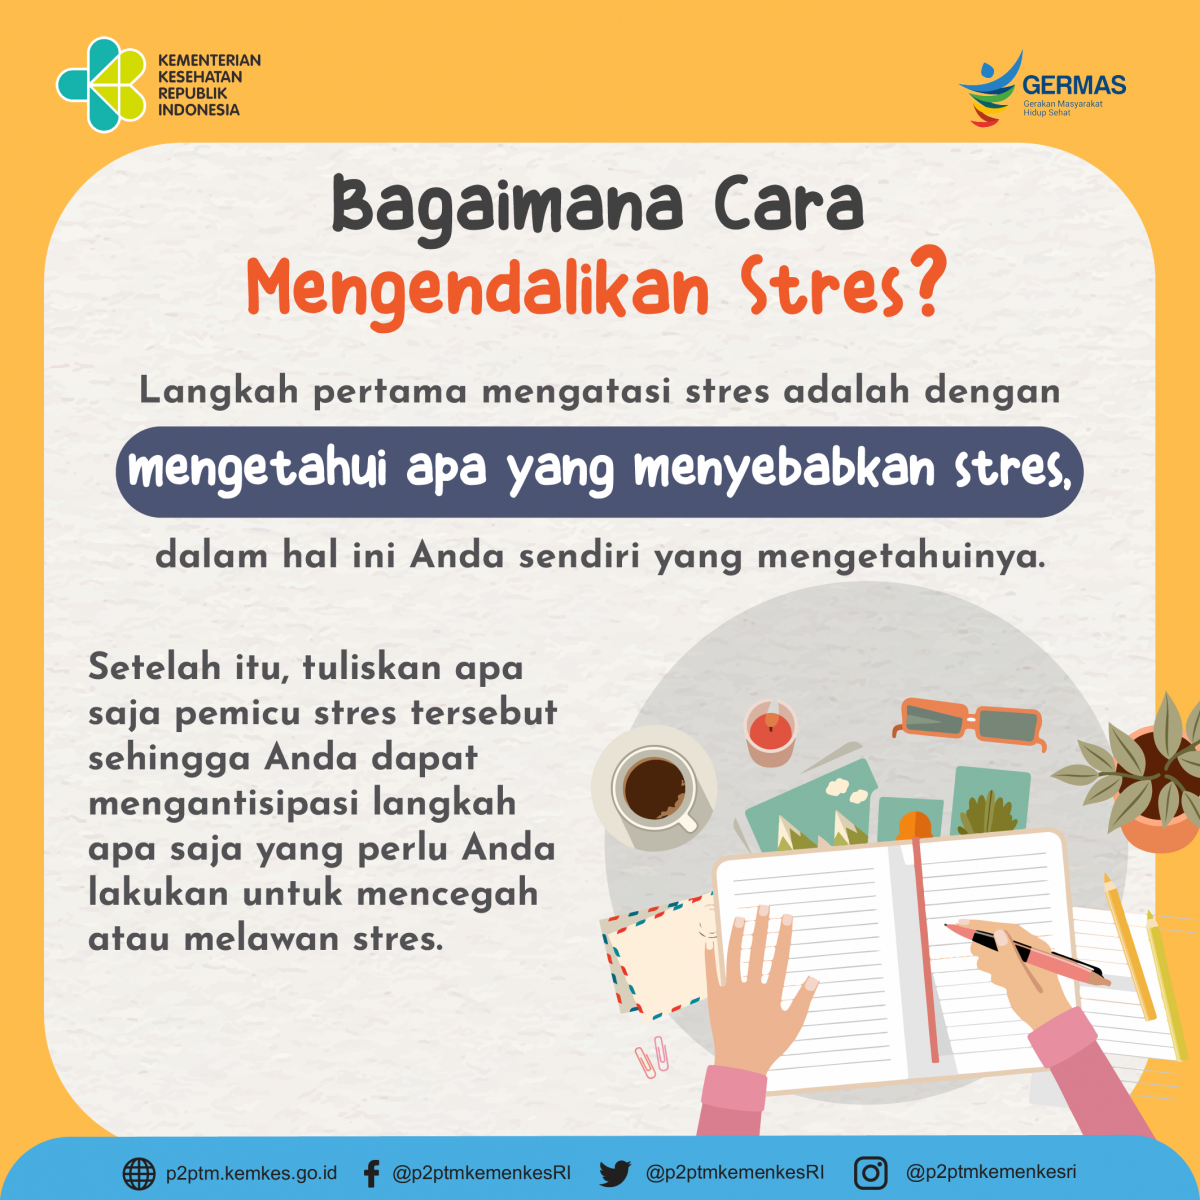 KEMENTERIAN
KESEHATAN
REPUBLIK
INDONESIA
GERMAS
Gerakan Masyarakat
Hidup Sehat
Bagaimana Cara
Mengendalikan Stres?
Langkah pertama mengatasi stres adalah dengan
mengetahui apa yang menyebabkan stres,
dalam hal ini Anda sendiri yang mengetahuinya.
Setelah itu, tuliskan apa
saja pemicu stres tersebut
sehingga Anda dapat
mengantisipasi langkah
apa saja yang perlu Anda
lakukan untuk mencegah
atau melawan stres.
p2ptm.kemkes.go.id
@p2ptmkemenkesRI
@p2ptmkemenkesRI
@p2ptmkemenkesri